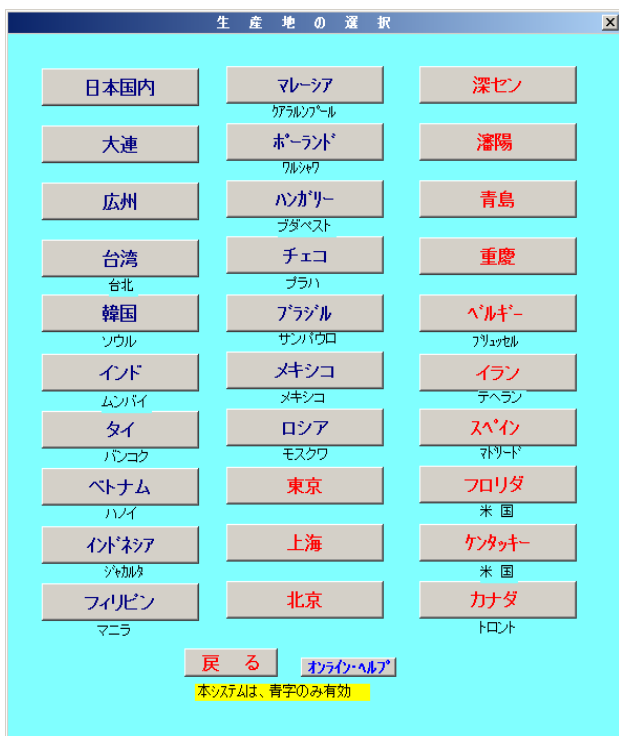 生 産 地 の 選 択
日本国内
マレーシア
クアラルンプール
深セン
大連
ポーランド
ワルシャワ
瀋陽
広州
ハンガリー
ブダペスト
青島
台湾
台北
チェコ
プラハ
重慶
韓国
ソウル
ブラジル
サンパウロ
ベルギー
ブリュッセル
インド
ムンバイ
メキシコ
メキシコ
イラン
テヘラン
タイ
バンコク
ロシア
モスクワ
スペイン
マドリード
ベトナム
ハノイ
東京
フロリダ
米 国
インドネシア
ジャカルタ
上海
ケンタッキー
米 国
フィリピン
マニラ
北京
カナダ
トロント
戻 る
オンライン・ヘルプ
本システムは、青字のみ有効